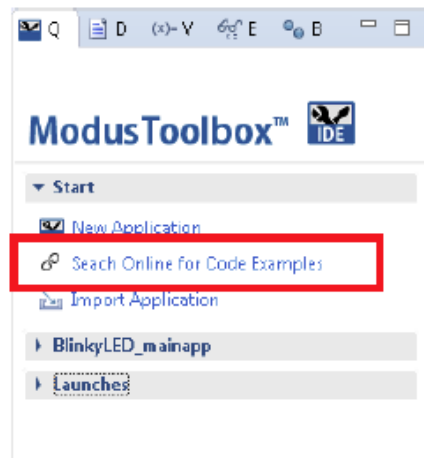 Q D (x)= V E B
ModusToolbox™ IDE
Start
New Application
Seach Online for Code Examples
Import Application
BlinkyLED_mainapp
Launches